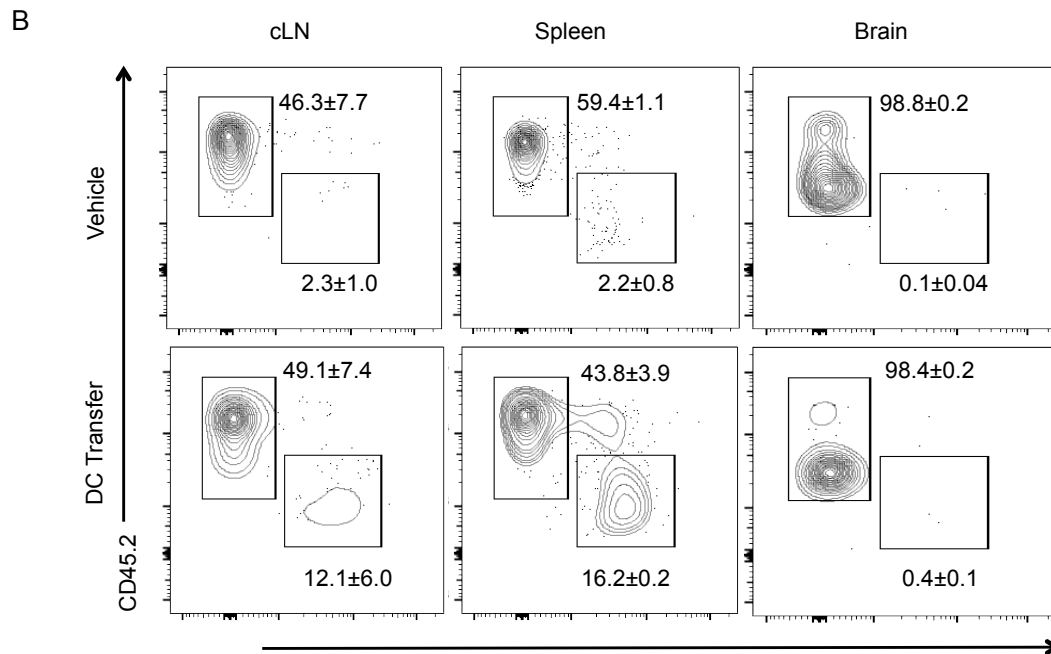 B
cLN Spleen Brain
Vehicle
46.3±7.7 59.4±1.1 98.8±0.2
2.3±1.0 2.2±0.8 0.1±0.04
DC Transfer
49.1±7.4 43.8±3.9 98.4±0.2
12.1±6.0 16.2±0.2 0.4±0.1
CD45.2